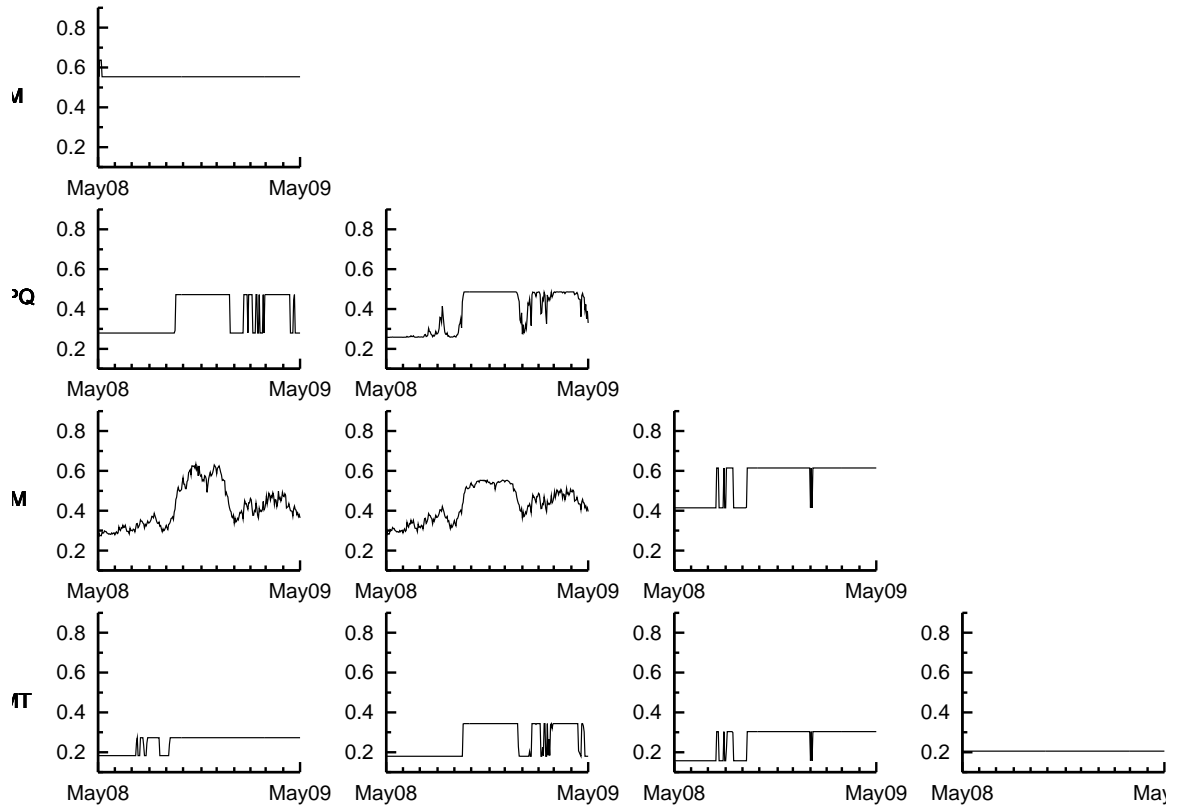 0.8
0.6
M
0.4
0.2
May08 May09
0.8 0.8
0.6 0.6
PQ 0.4 0.4
0.2 0.2
May08 May09 May08 May09
0.8 0.8 0.8
0.6 0.6 0.6
M 0.4 0.4 0.4
0.2 0.2 0.2
May08 May09 May08 May09 May08 May09
0.8 0.8 0.8 0.8
0.6 0.6 0.6 0.6
MT 0.4 0.4 0.4 0.4
0.2 0.2 0.2 0.2
May08 May09 May08 May09 May08 May09 May08 May